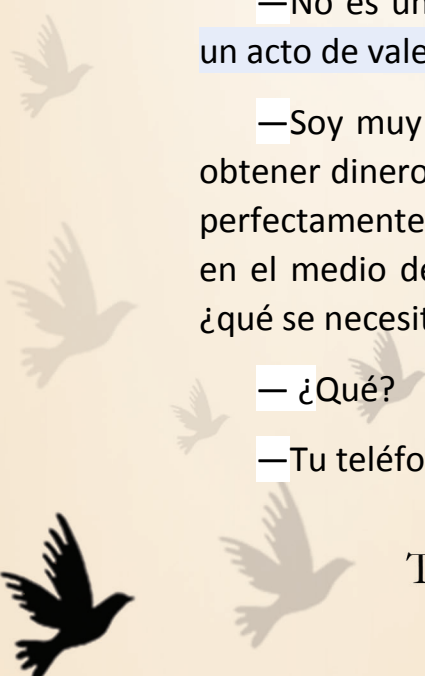 —No es un
un acto de vale
—Soy muy
obtener dinero
perfectamente
en el medio de
¿qué se necesit
— ¿Qué?
—Tu teléfo
T